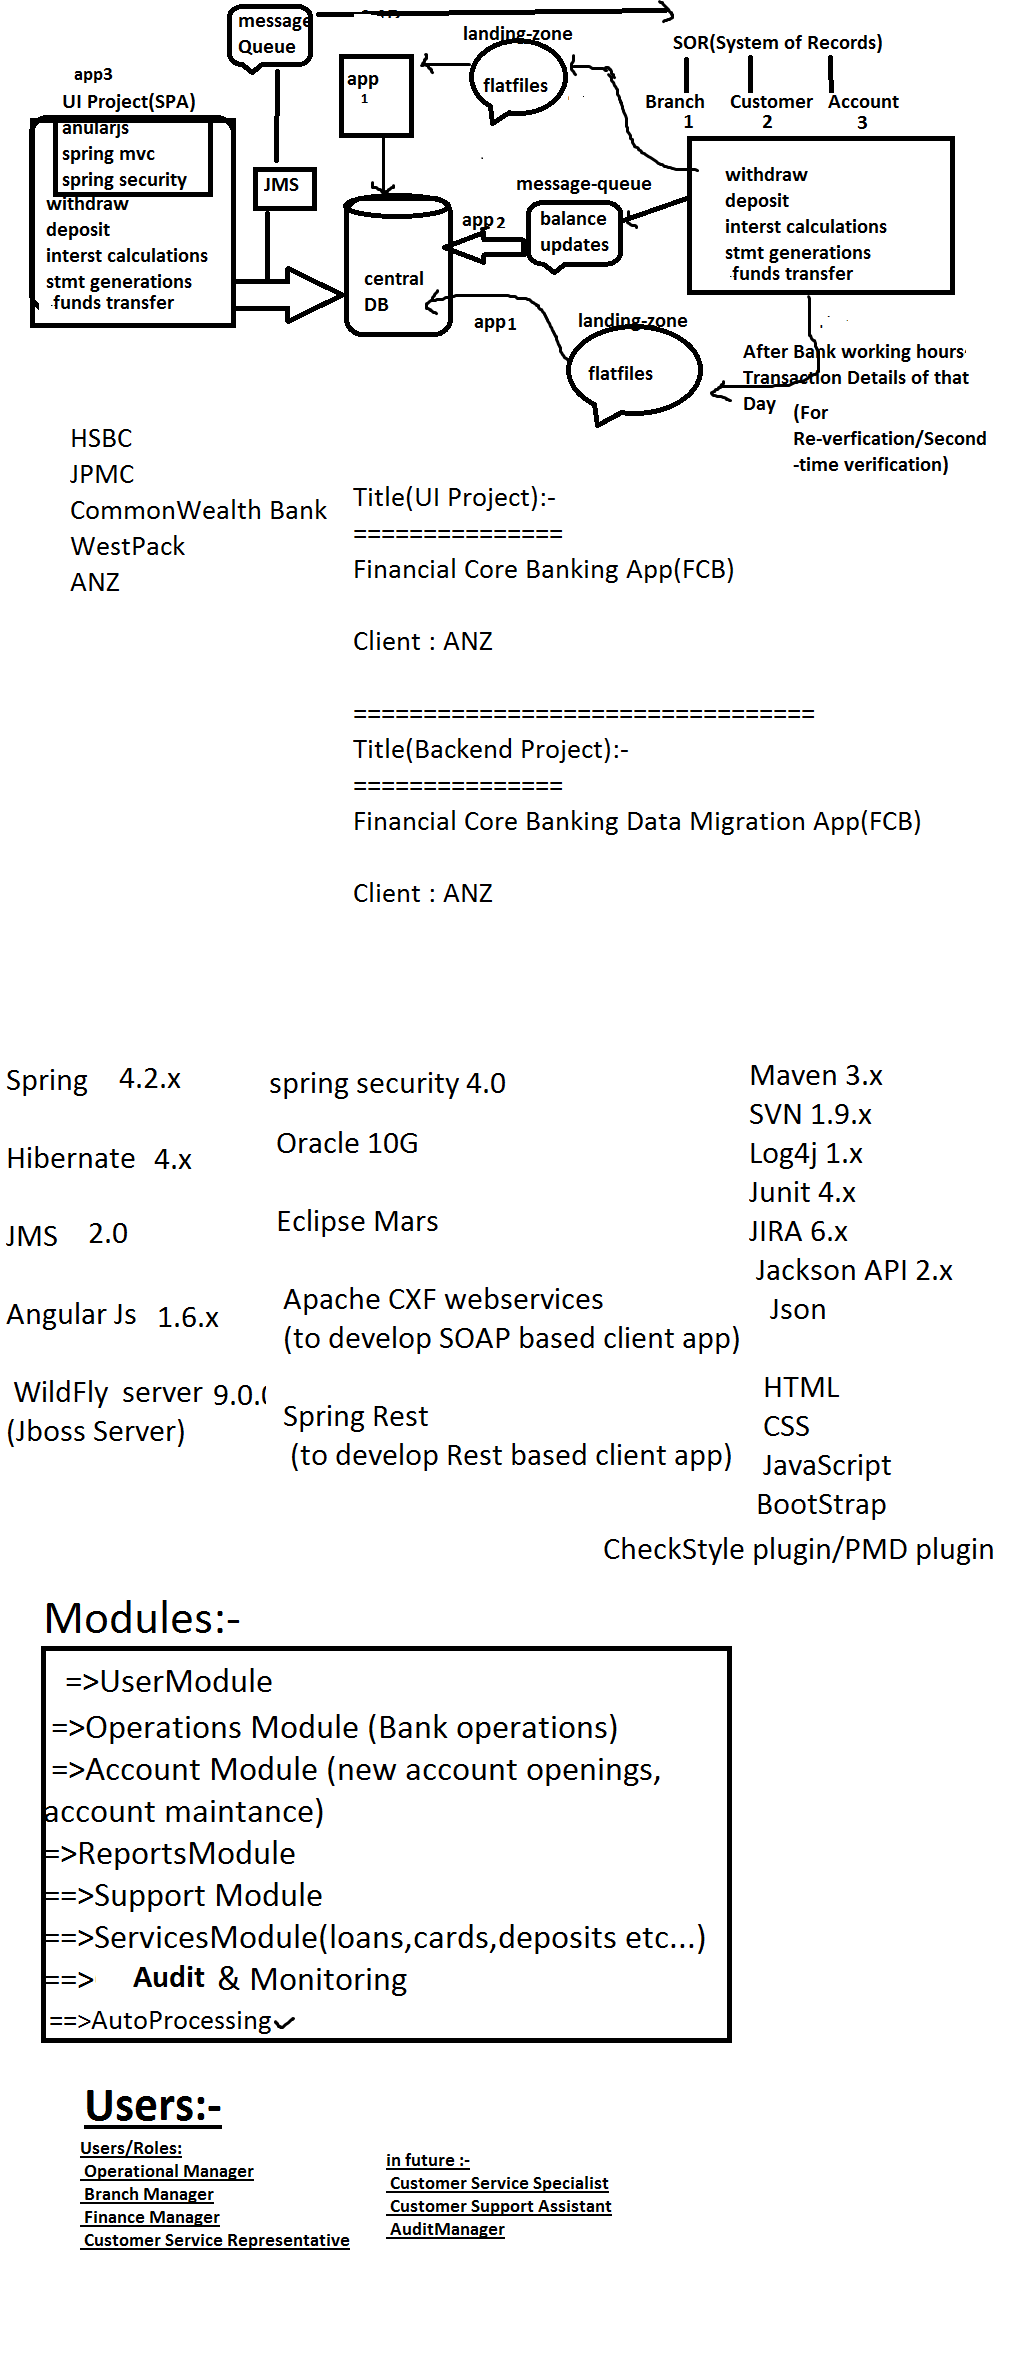 message
Queue
landing-zone
SOR(System of Records)
app3
UI Project(SPA)
app
1
flatfiles
Branch Customer Account
1 2 3
anularjs
spring mvc
spring security
withdraw
deposit
interst calculations
stmt generations
funds transfer
JMS
message-queue
app 2
balance
updates
withdraw
deposit
interst calculations
stmt generations
funds transfer
central
DB
app1
landing-zone
flatfiles
After Bank working hours
Transaction Details of that
Day
(For
Re-verfication/Second
-time verification)
HSBC
JPMC
CommonWealth Bank
WestPack
ANZ
Title(UI Project):-
===============
Financial Core Banking App(FCB)
Client : ANZ
=================================
Title(Backend Project):-
===============
Financial Core Banking Data Migration App(FCB)
Client : ANZ
Spring 4.2.x
Hibernate 4.x
JMS 2.0
Angular Js 1.6.x
WildFly server 9.0.0
(Jboss Server)
spring security 4.0
Oracle 10G
Eclipse Mars
Apache CXF webservices
(to develop SOAP based client app)
Spring Rest
(to develop Rest based client app)
Maven 3.x
SVN 1.9.x
Log4j 1.x
Junit 4.x
JIRA 6.x
Jackson API 2.x
Json
HTML
CSS
JavaScript
BootStrap
CheckStyle plugin/PMD plugin
Modules:-
=>UserModule
=>Operations Module (Bank operations)
=>Account Module (new account openings,
account maintance)
=>ReportsModule
==>Support Module
==>ServicesModule(loans,cards,deposits etc...)
==> Audit & Monitoring
==>AutoProcessing
Users:-
Users/Roles:
Operational Manager
Branch Manager
Finance Manager
Customer Service Representative
in future :-
Customer Service Specialist
Customer Support Assistant
AuditManager